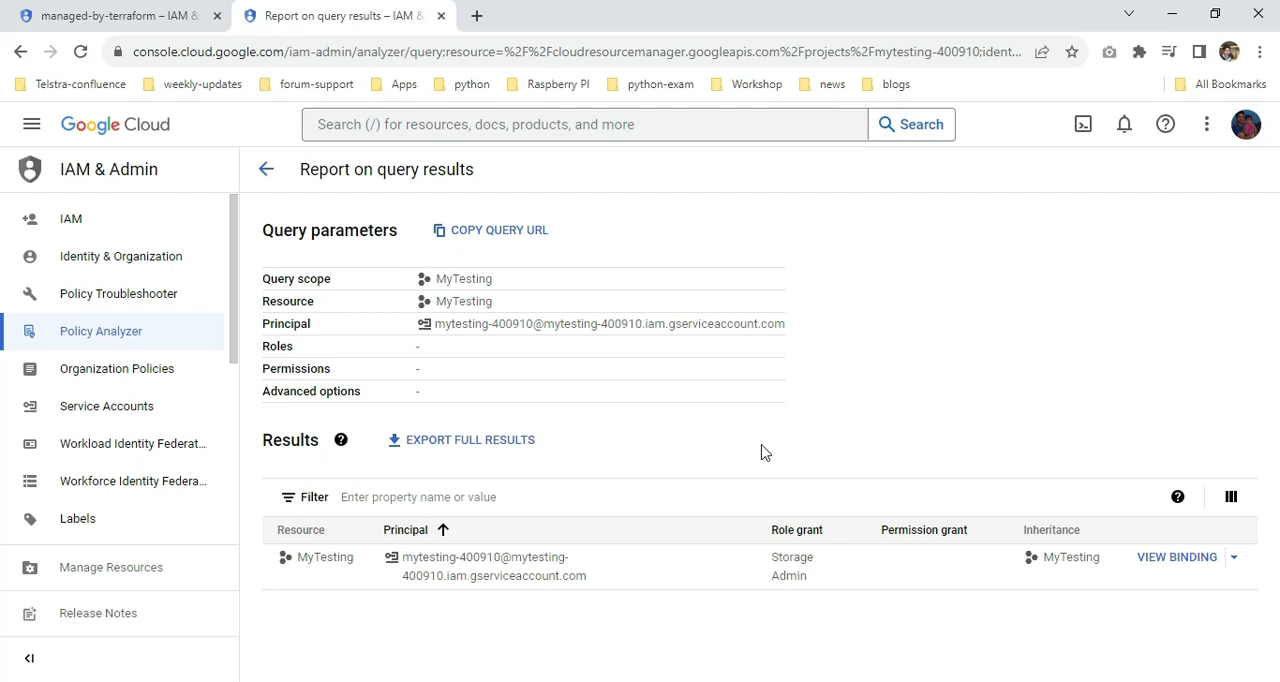 managed-by-terraform – IAM &
Report on query results – IAM &
console.cloud.google.com/iam-admin/analyzer/query;resource=%2F%2Fcloudresourcemanager.googleapis.com%2Fprojects%2Fmytesting-400910;ident...
Telstra-confluence
weekly-updates
forum-support
Apps
python
Raspberry PI
python-exam
Workshop
news
blogs
All Bookmarks
Google Cloud
Search (/) for resources, docs, products, and more
Search
IAM & Admin
Report on query results
IAM
Identity & Organization
Policy Troubleshooter
Policy Analyzer
Organization Policies
Service Accounts
Workload Identity Federat...
Workforce Identity Federa...
Labels
Manage Resources
Release Notes
Query parameters
COPY QUERY URL
Query scope MyTesting
Resource MyTesting
Principal mytesting-400910@mytesting-400910.iam.gserviceaccount.com
Roles -
Permissions -
Advanced options -
Results
EXPORT FULL RESULTS
Filter Enter property name or value
Resource Principal Role grant Permission grant Inheritance
MyTesting
mytesting-400910@mytesting-
400910.iam.gserviceaccount.com
Storage
Admin
MyTesting
VIEW BINDING